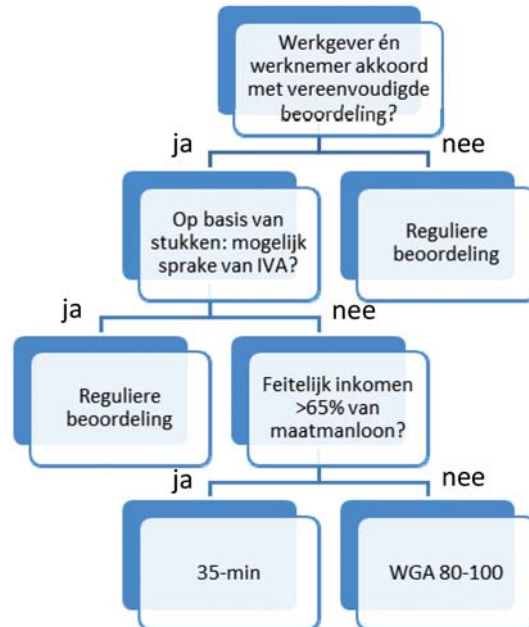 Werkgever én
werknemer akkoord
met vereenvoudigde
beoordeling?
ja
nee
Op basis van
stukken: mogelijk
sprake van IVA?
Reguliere
beoordeling
ja
nee
Reguliere
beoordeling
Feitelijk inkomen
>65% van
maatmanloon?
ja
nee
35-min
WGA 80-100